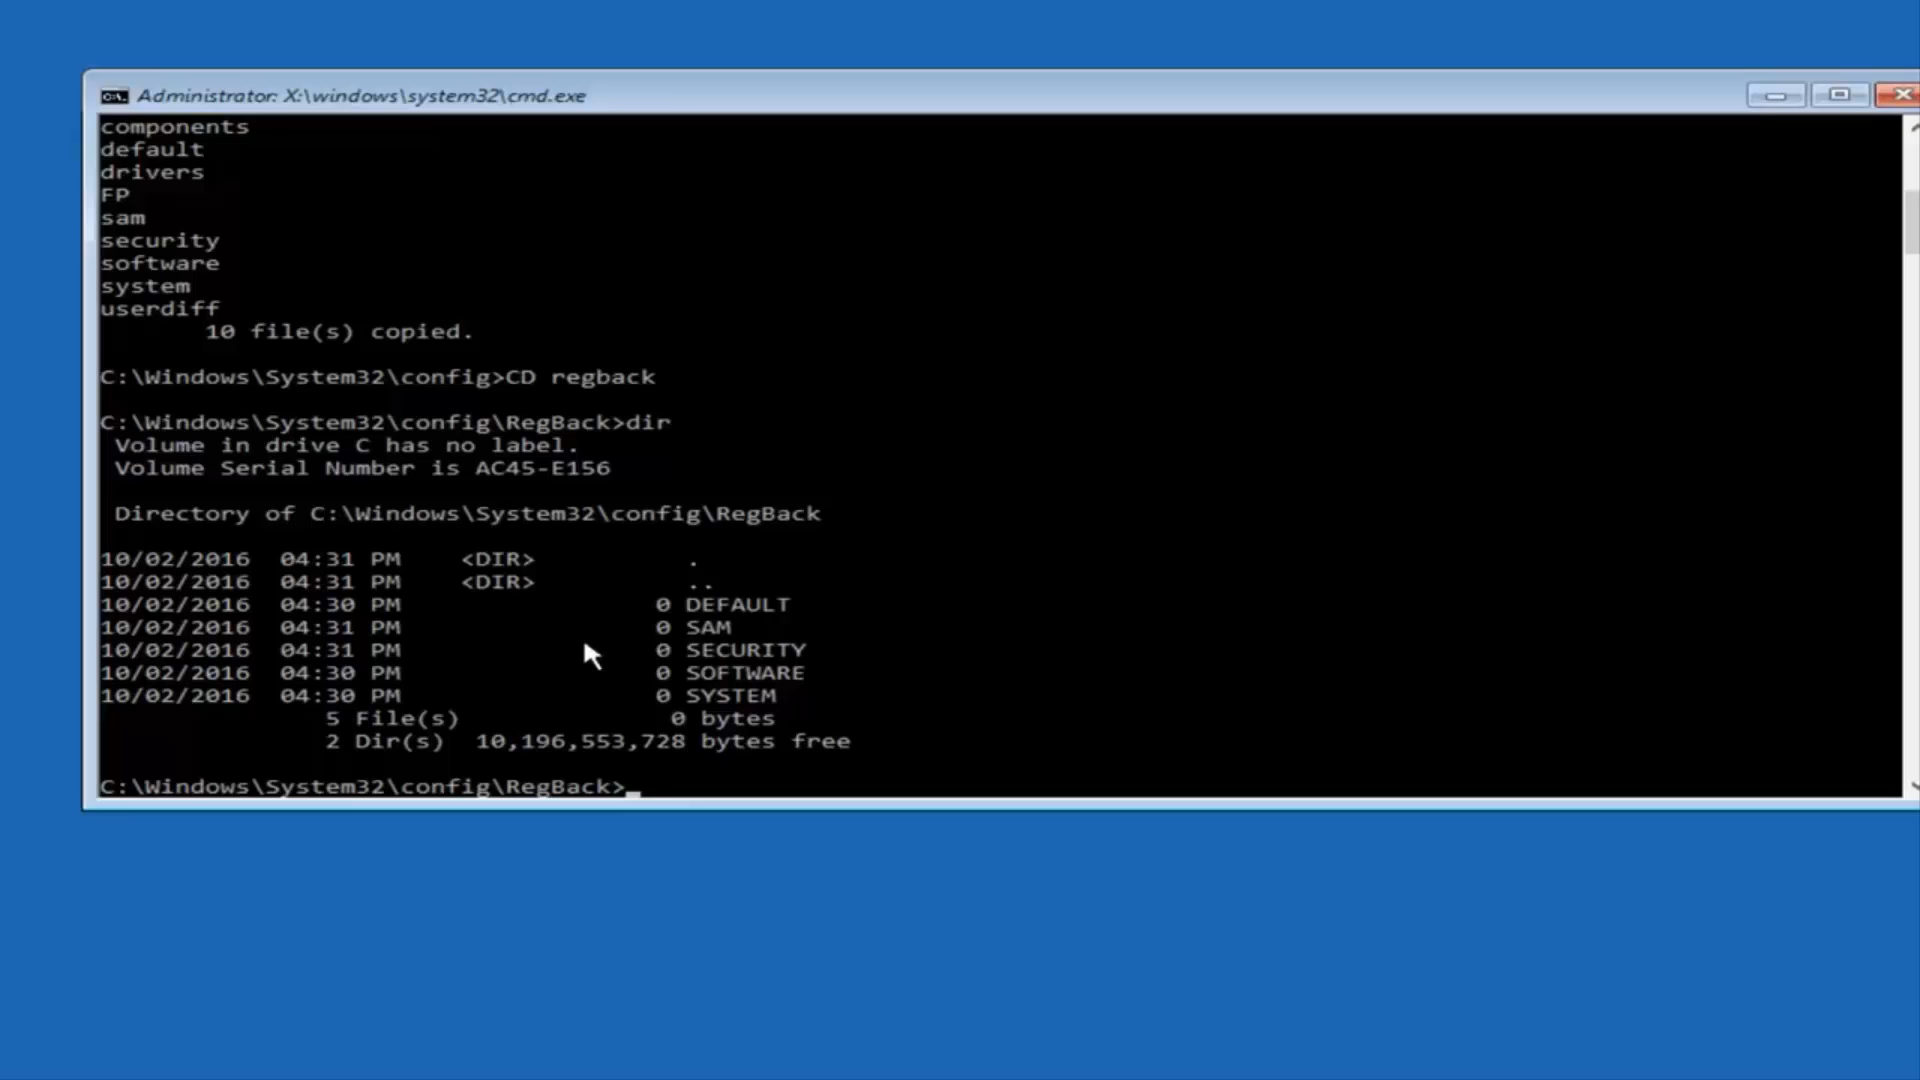 Administrator: X:\windows\system32\cmd.exe
components
default
drivers
FP
sam
security
software
system
userdiff
10 file(s) copied.
C:\Windows\System32\config>CD regback
C:\Windows\System32\config\RegBack>dir
Volume in drive C has no label.
Volume Serial Number is AC45-E156
Directory of C:\Windows\System32\config\RegBack
10/02/2016 04:31 PM <DIR> .
10/02/2016 04:31 PM <DIR> ..
10/02/2016 04:30 PM 0 DEFAULT
10/02/2016 04:31 PM 0 SAM
10/02/2016 04:31 PM 0 SECURITY
10/02/2016 04:30 PM 0 SOFTWARE
10/02/2016 04:30 PM 0 SYSTEM
5 File(s) 0 bytes
2 Dir(s) 10,196,553,728 bytes free
C:\Windows\System32\config\RegBack>